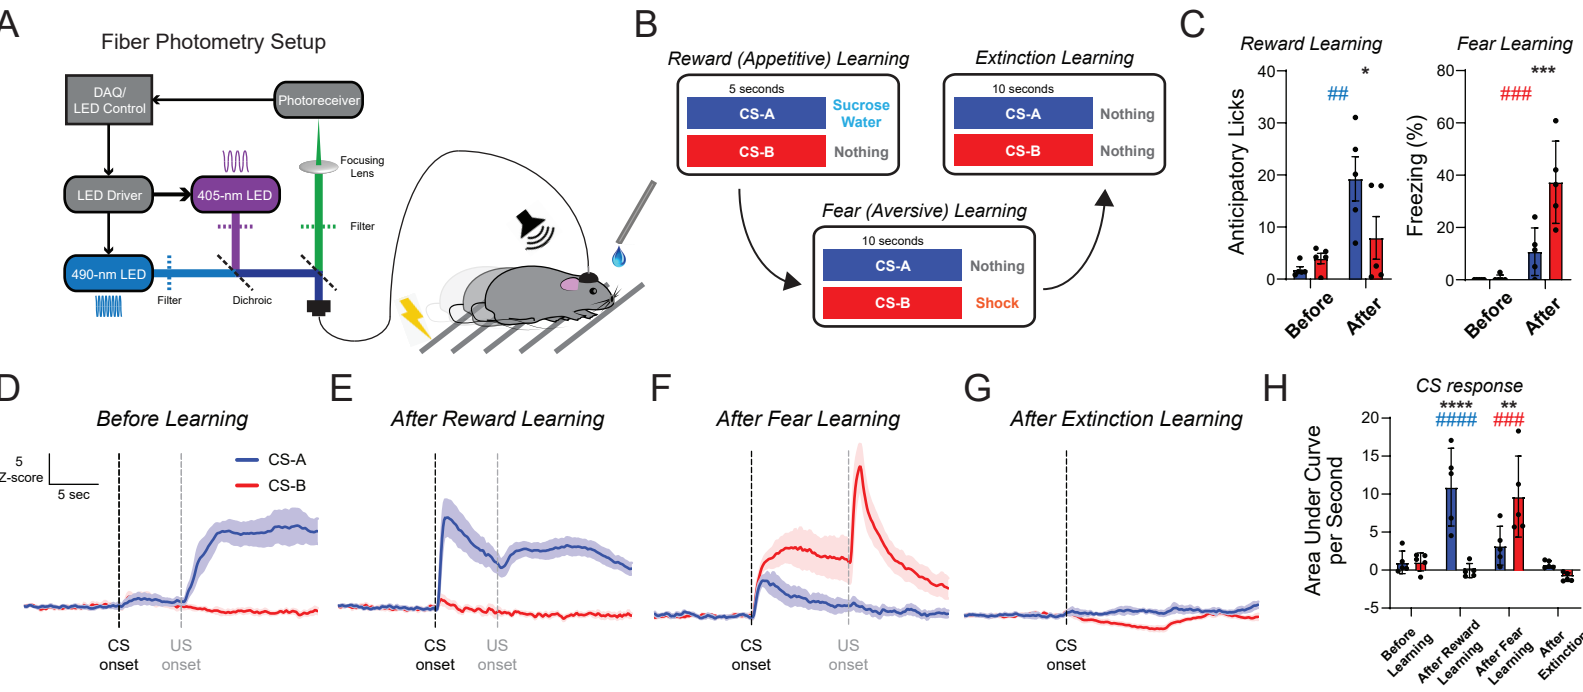 A
Fiber Photometry Setup
DAQ/
LED Control
Photoreceiver
Focusing
Lens
LED Driver
405-nm LED
Filter
490-nm LED
Filter
Dichroic
B
Reward (Appetitive) Learning
5 seconds
CS-A
Sucrose
Water
CS-B
Nothing
Extinction Learning
10 seconds
CS-A
Nothing
CS-B
Nothing
Fear (Aversive) Learning
10 seconds
CS-A
Nothing
CS-B
Shock
C
Reward Learning
Anticipatory Licks
40
30
20
10
0
##
*
Before
After
Fear Learning
Freezing (%)
80
60
40
20
0
###
***
Before
After
D
Before Learning
5
Z-score
5 sec
CS-A
CS-B
CS
onset
US
onset
E
After Reward Learning
CS
onset
US
onset
F
After Fear Learning
CS
onset
US
onset
G
After Extinction Learning
CS
onset
H
CS response
**** **
#### ###
Area Under Curve
per Second
20
15
10
5
0
-5
Before
Learning
After Reward
Learning
After Fear
Learning
After
Extinction